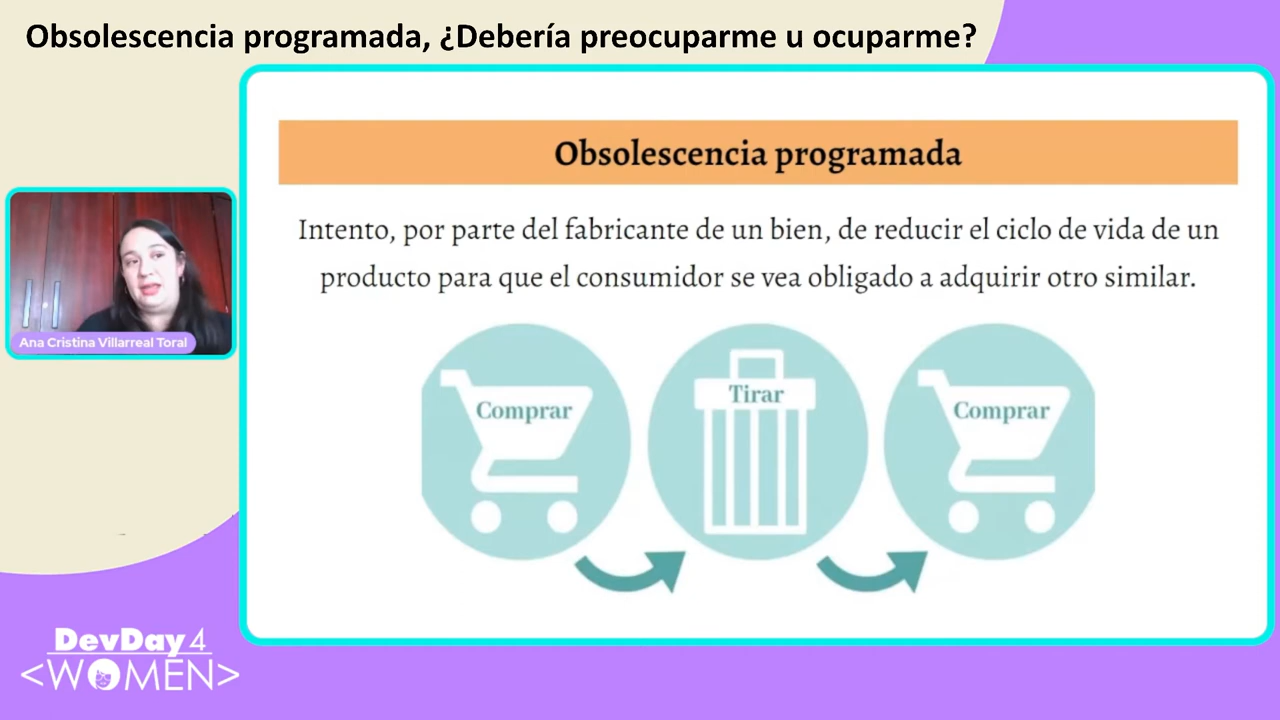 Obsolescencia programada, ¿Debería preocuparme u ocuparme?
Obsolescencia programada
Intento, por parte del fabricante de un bien, de reducir el ciclo de vida de un
producto para que el consumidor se vea obligado a adquirir otro similar.
Comprar
Tirar
Comprar
Ana Cristina Villarreal Toral
DevDay4
<WOMEN>